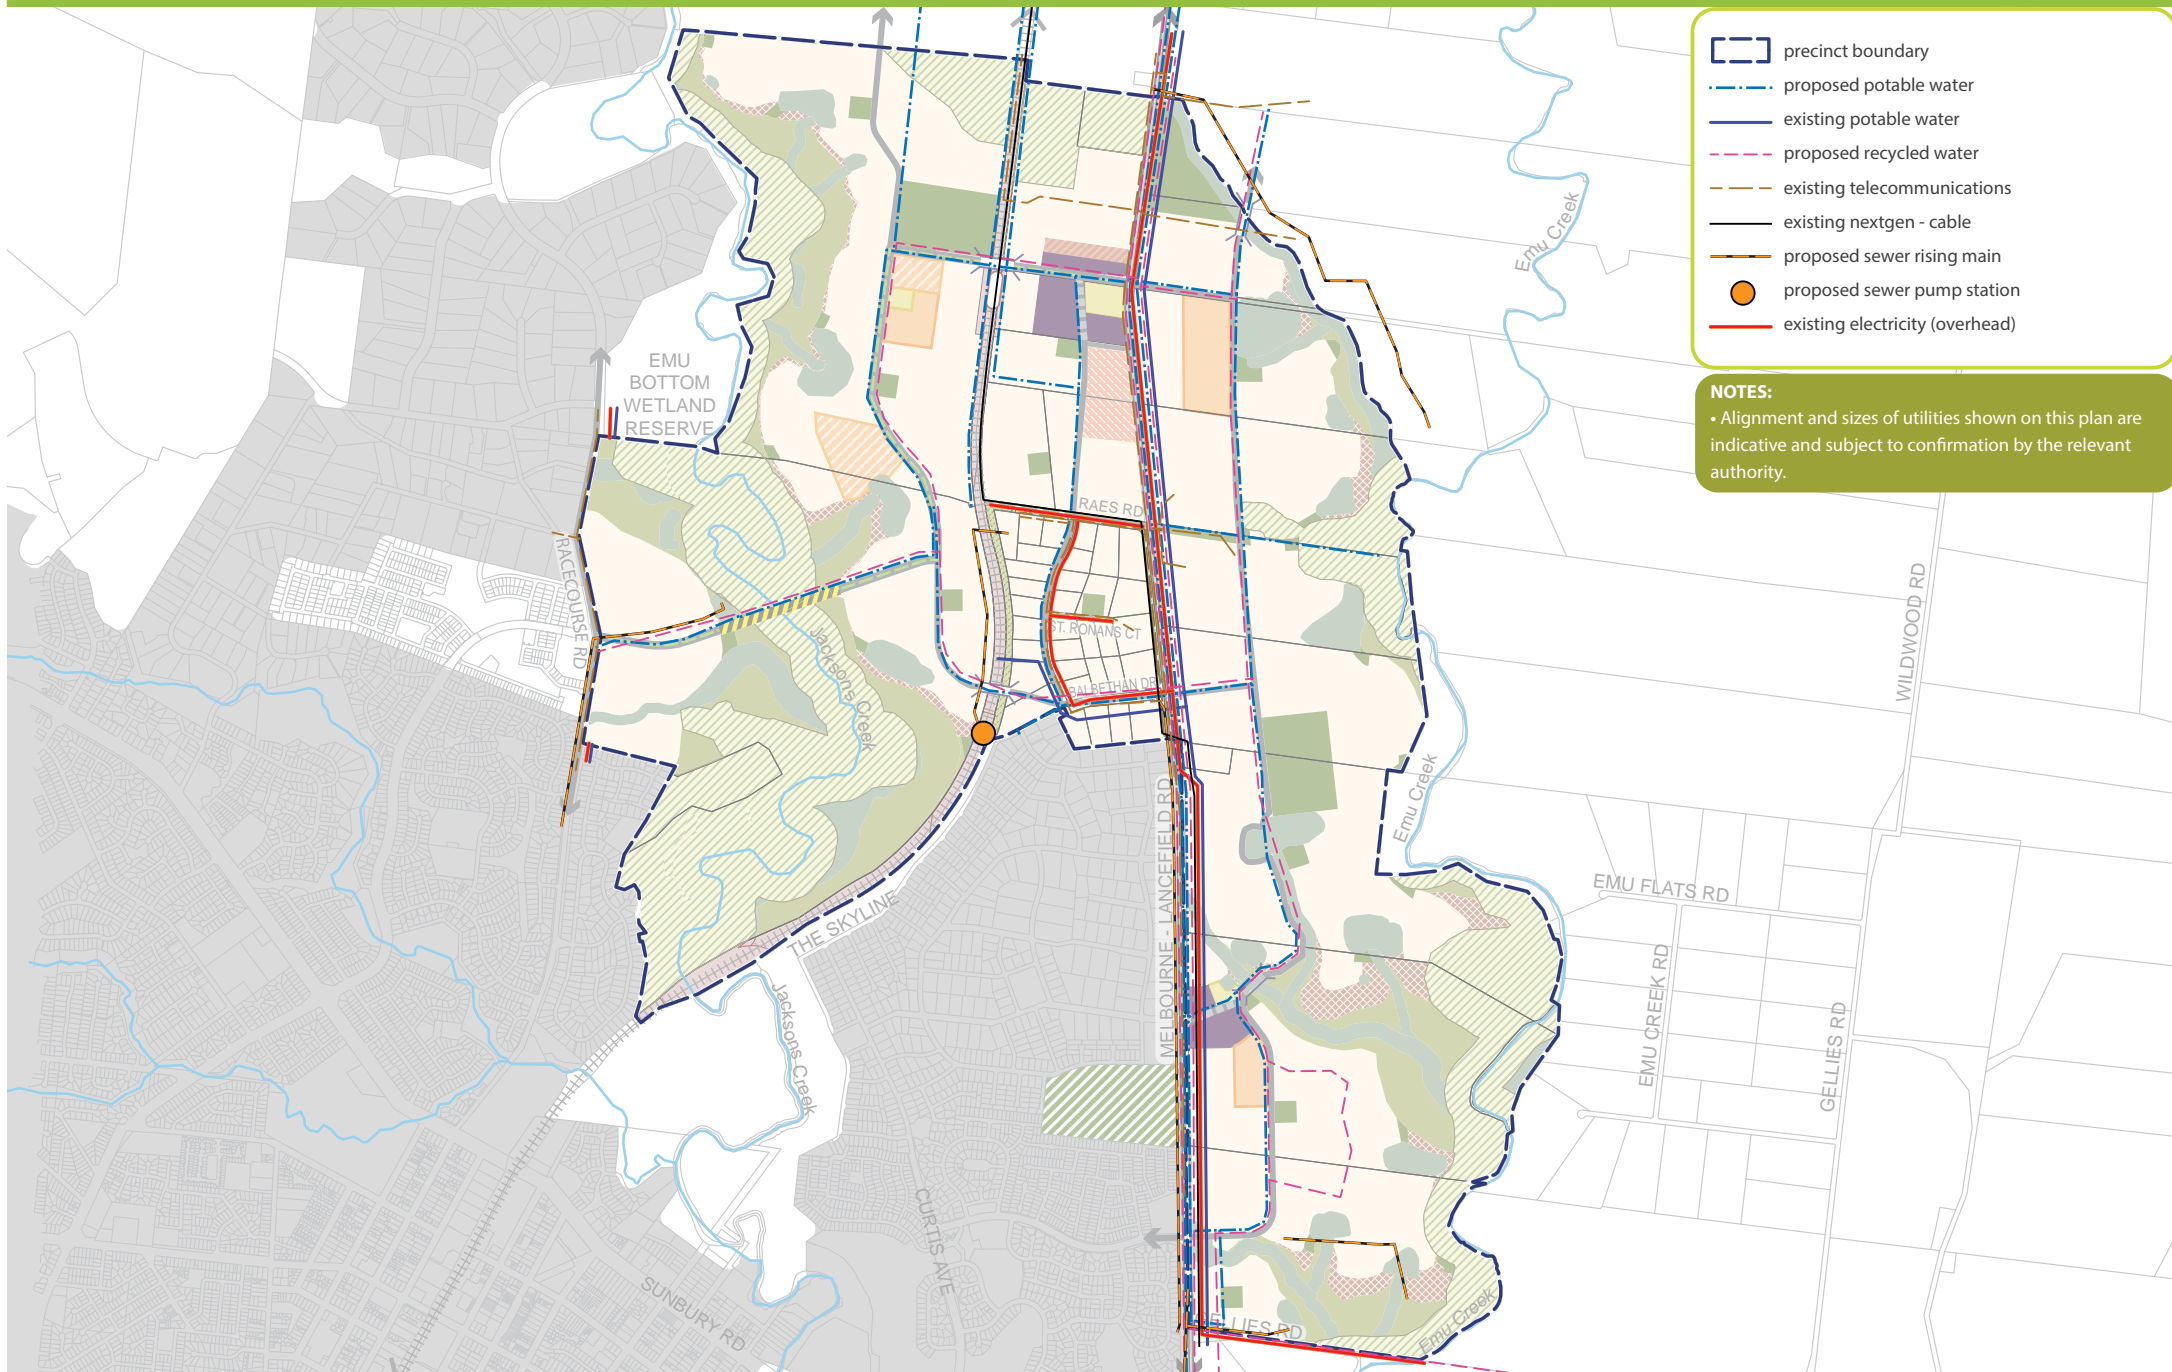 precinct boundary
proposed potable water
existing potable water
proposed recycled water
existing telecommunications
existing nextgen - cable
proposed sewer rising main
proposed sewer pump station
existing electricity (overhead)
NOTES:
• Alignment and sizes of utilities shown on this plan are
indicative and subject to confirmation by the relevant
authority.
Emu Creek
EMU
BOTTOM
WETLAND
RESERVE
RAES RD
RACECOURSE RD
ST. RONANS CT
BALBETHAN DR
Jacksons Creek
WILDWOOD RD
Emu Creek
MELBOURNE - LANCEFIELD RD
THE SKYLINE
EMU FLATS RD
EMU CREEK RD
GELLIES RD
Jacksons Creek
CURTIS AVE
SUNBURY RD
LLIES RD
Emu Creek